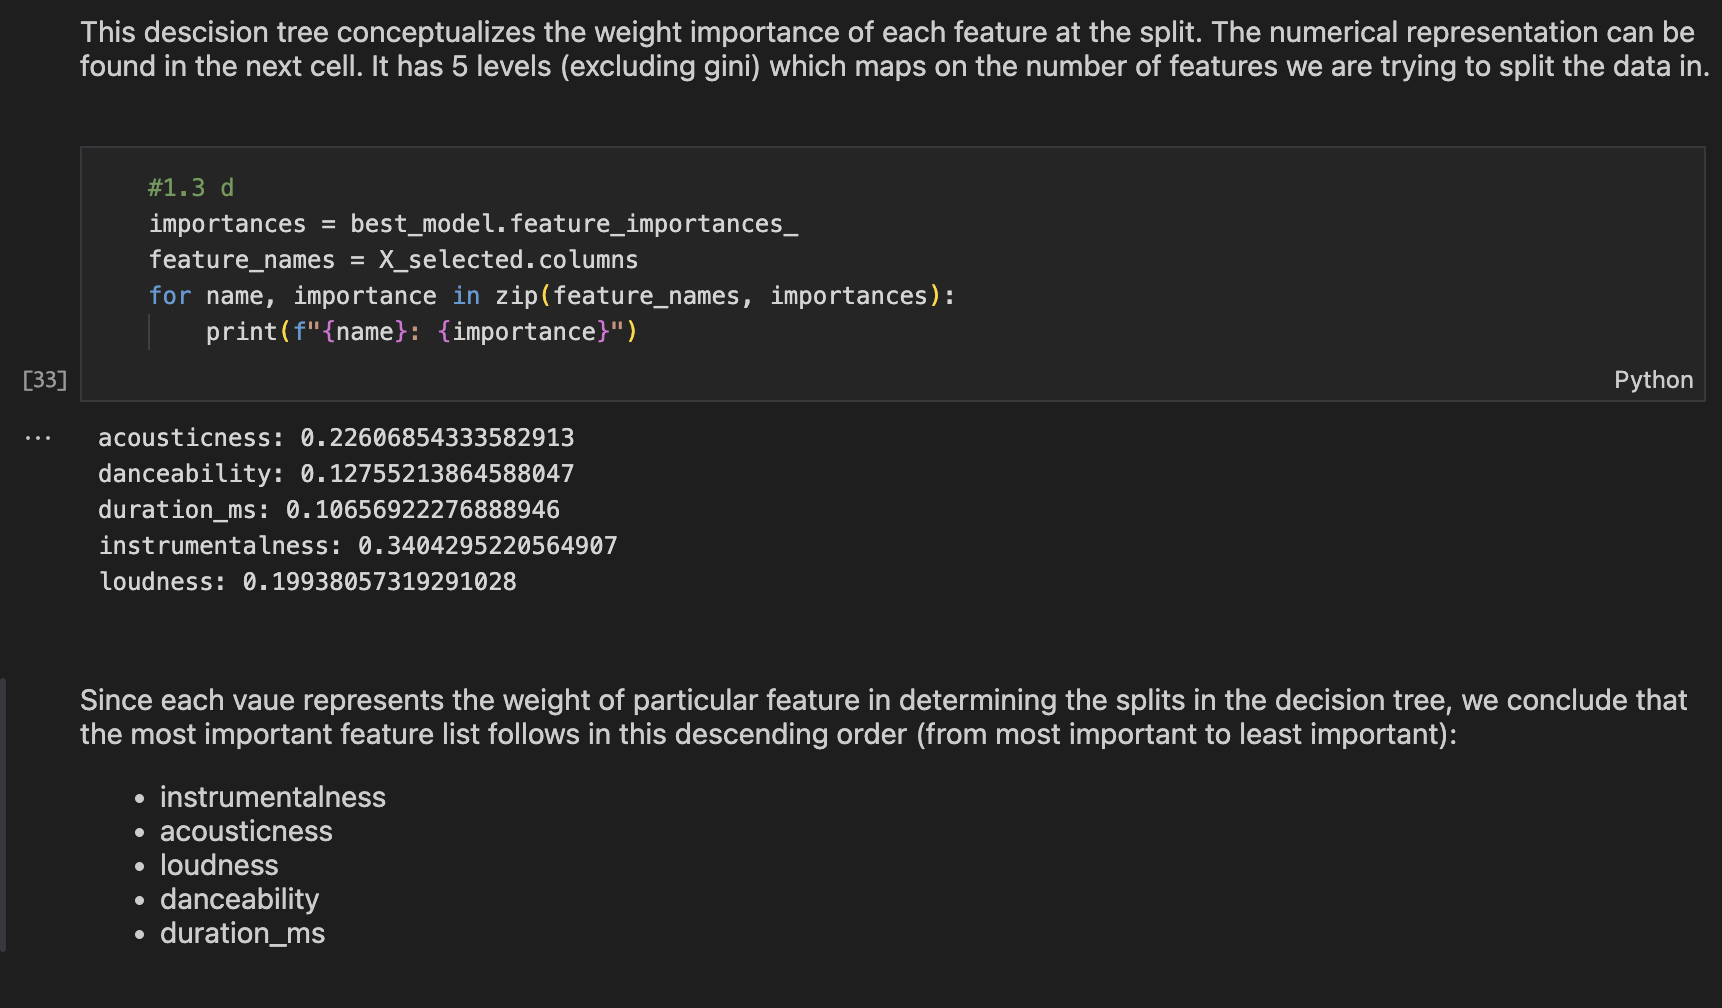 This descision tree conceptualizes the weight importance of each feature at the split. The numerical representation can be
found in the next cell. It has 5 levels (excluding gini) which maps on the number of features we are trying to split the data in.
#1.3 d
importances = best_model.feature_importances_
feature_names = X_selected.columns
for name, importance in zip(feature_names, importances):
    print(f"{name}: {importance}")
[33]
Python
...
acousticness: 0.22606854333582913
danceability: 0.12755213864588047
duration_ms: 0.10656922276888946
instrumentalness: 0.3404295220564907
loudness: 0.19938057319291028
Since each vaue represents the weight of particular feature in determining the splits in the decision tree, we conclude that
the most important feature list follows in this descending order (from most important to least important):
• instrumentalness
• acousticness
• loudness
• danceability
• duration_ms